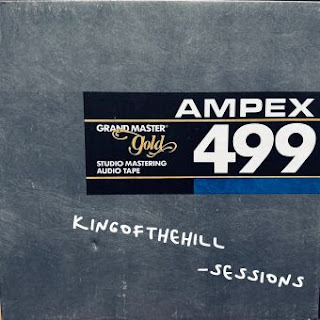 AMPEX
GRAND MASTER®
gold
499
STUDIO MASTERING
AUDIO TAPE
KINGOFTHEHILL
-SESSIONS